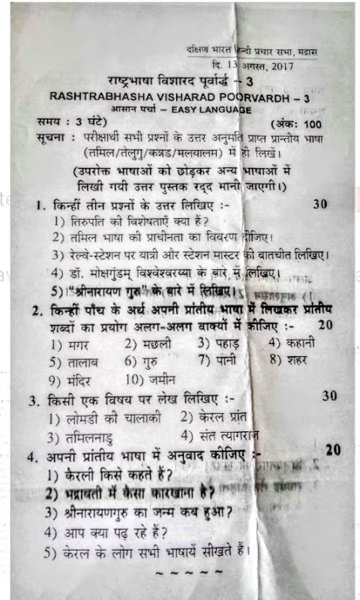 दक्षिण भारत हिन्दी प्रचार सभा, मद्रास
दि. 13 अगस्त, 2017
राष्ट्रभाषा विशारद पूर्वार्द्ध – 3
RASHTRABHASHA VISHARAD POORVARDH – 3
आसान पर्चा – EASY LANGUAGE
समय : 3 घंटे) (अंक: 100
सूचना : परीक्षार्थी सभी प्रश्नों के उत्तर अनुमति प्राप्त प्रान्तीय भाषा
(तमिल/तेलुगु/कन्नड/मलयालम) में ही लिखें।
(उपरोक्त भाषाओं को छोड़कर अन्य भाषाओं में
लिखी गयी उत्तर पुस्तक रद्द मानी जाएगी।)
1. किन्हीं तीन प्रश्नों के उत्तर लिखिए :- 30
1) तिरुपति की विशेषताएँ क्या हैं?
2) तमिल भाषा की प्राचीनता का विवरण दीजिए।
3) रेल्वे-स्टेशन पर यात्री और स्टेशन मास्टर की बातचीत लिखिए।
4) डॉ. मोक्षगुंडम् विश्वेश्वरय्या के बारे में लिखिए।
5) "श्रीनारायण गुरु" के बारे में लिखिए।
2. किन्हीं पाँच के अर्थ अपनी प्रांतीय भाषा में लिखकर प्रांतीय
शब्दों का प्रयोग अलग-अलग वाक्यों में कीजिए :- 20
1) मगर 2) मछली 3) पहाड़ 4) कहानी
5) तालाब 6) गुरु 7) पानी 8) शहर
9) मंदिर 10) जमीन
3. किसी एक विषय पर लेख लिखिए :- 30
1) लोमडी की चालाकी 2) केरल प्रांत
3) तमिलनाडु 4) संत त्यागराज
4. अपनी प्रांतीय भाषा में अनुवाद कीजिए :- 20
1) कैरली किसे कहते हैं?
2) भद्रावती में कैसा कारखाना है?
3) श्रीनारायणगुरु का जन्म कब हुआ?
4) आप क्या पढ़ रहे हैं?
5) केरल के लोग सभी भाषायें सीखते हैं।